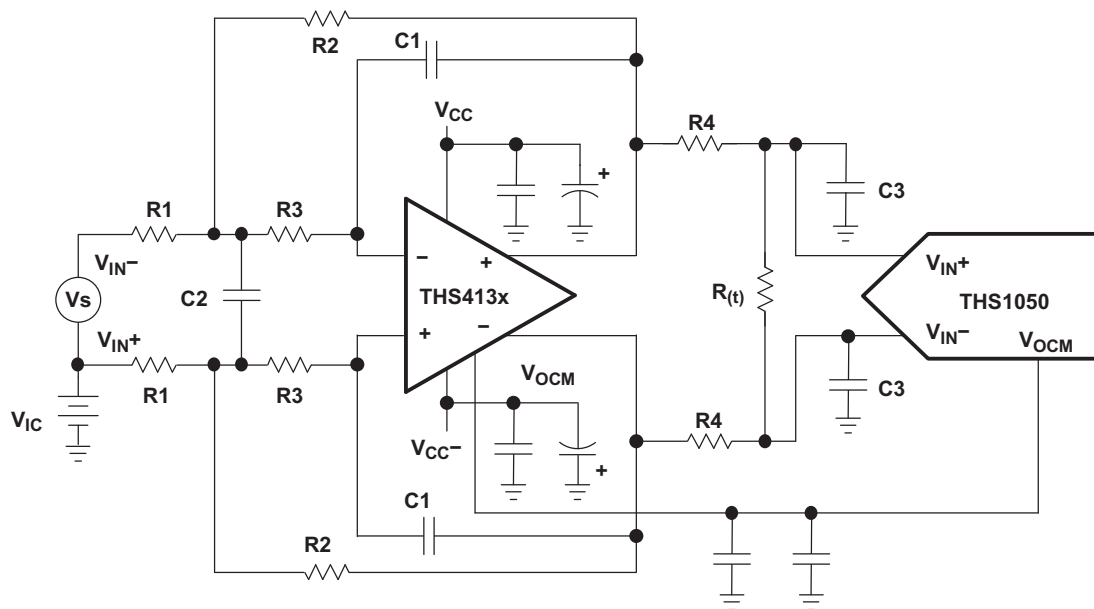 R2
C1
VCC
R4
+
C3
R1
R3
VIN−
−
+
Vs
C2
THS413x
R(t)
VIN+
THS1050
VIN+
+
−
VIN−
VOCM
R1
R3
VOCM
C3
VIC
R4
VCC−
+
C1
R2